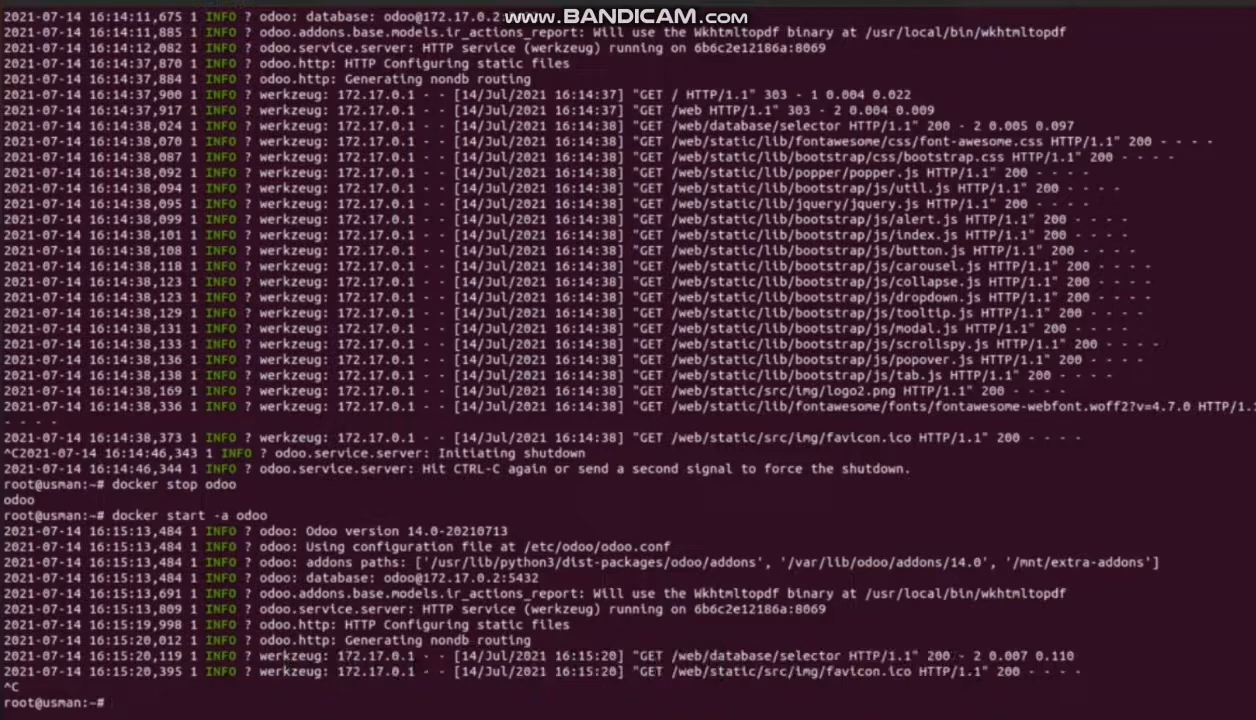 www.BANDICAM.com
2021-07-14 16:14:11,675 1 INFO ? odoo: database: odoo@172.17.0.2:
2021-07-14 16:14:11,885 1 INFO ? odoo.addons.base.models.ir_actions_report: Will use the Wkhtmltopdf binary at /usr/local/bin/wkhtmltopdf
2021-07-14 16:14:12,082 1 INFO ? odoo.service.server: HTTP service (werkzeug) running on 6b6c2e12186a:8069
2021-07-14 16:14:37,870 1 INFO ? odoo.http: HTTP Configuring static files
2021-07-14 16:14:37,884 1 INFO ? odoo.http: Generating nondb routing
2021-07-14 16:14:37,900 1 INFO ? werkzeug: 172.17.0.1 - - [14/Jul/2021 16:14:37] "GET / HTTP/1.1" 303 - 1 0.004 0.022
2021-07-14 16:14:37,917 1 INFO ? werkzeug: 172.17.0.1 - - [14/Jul/2021 16:14:37] "GET /web HTTP/1.1" 303 - 2 0.004 0.009
2021-07-14 16:14:38,024 1 INFO ? werkzeug: 172.17.0.1 - - [14/Jul/2021 16:14:38] "GET /web/database/selector HTTP/1.1" 200 - 2 0.005 0.097
2021-07-14 16:14:38,070 1 INFO ? werkzeug: 172.17.0.1 - - [14/Jul/2021 16:14:38] "GET /web/static/lib/fontawesome/css/font-awesome.css HTTP/1.1" 200 - - - -
2021-07-14 16:14:38,087 1 INFO ? werkzeug: 172.17.0.1 - - [14/Jul/2021 16:14:38] "GET /web/static/lib/bootstrap/css/bootstrap.css HTTP/1.1" 200 - - - -
2021-07-14 16:14:38,092 1 INFO ? werkzeug: 172.17.0.1 - - [14/Jul/2021 16:14:38] "GET /web/static/lib/popper/popper.js HTTP/1.1" 200 - - - -
2021-07-14 16:14:38,094 1 INFO ? werkzeug: 172.17.0.1 - - [14/Jul/2021 16:14:38] "GET /web/static/lib/bootstrap/js/util.js HTTP/1.1" 200 - - - -
2021-07-14 16:14:38,095 1 INFO ? werkzeug: 172.17.0.1 - - [14/Jul/2021 16:14:38] "GET /web/static/lib/jquery/jquery.js HTTP/1.1" 200 - - - -
2021-07-14 16:14:38,099 1 INFO ? werkzeug: 172.17.0.1 - - [14/Jul/2021 16:14:38] "GET /web/static/lib/bootstrap/js/alert.js HTTP/1.1" 200 - - - -
2021-07-14 16:14:38,101 1 INFO ? werkzeug: 172.17.0.1 - - [14/Jul/2021 16:14:38] "GET /web/static/lib/bootstrap/js/index.js HTTP/1.1" 200 - - - -
2021-07-14 16:14:38,108 1 INFO ? werkzeug: 172.17.0.1 - - [14/Jul/2021 16:14:38] "GET /web/static/lib/bootstrap/js/button.js HTTP/1.1" 200 - - - -
2021-07-14 16:14:38,118 1 INFO ? werkzeug: 172.17.0.1 - - [14/Jul/2021 16:14:38] "GET /web/static/lib/bootstrap/js/carousel.js HTTP/1.1" 200 - - - -
2021-07-14 16:14:38,123 1 INFO ? werkzeug: 172.17.0.1 - - [14/Jul/2021 16:14:38] "GET /web/static/lib/bootstrap/js/collapse.js HTTP/1.1" 200 - - - -
2021-07-14 16:14:38,123 1 INFO ? werkzeug: 172.17.0.1 - - [14/Jul/2021 16:14:38] "GET /web/static/lib/bootstrap/js/dropdown.js HTTP/1.1" 200 - - - -
2021-07-14 16:14:38,129 1 INFO ? werkzeug: 172.17.0.1 - - [14/Jul/2021 16:14:38] "GET /web/static/lib/bootstrap/js/tooltip.js HTTP/1.1" 200 - - - -
2021-07-14 16:14:38,131 1 INFO ? werkzeug: 172.17.0.1 - - [14/Jul/2021 16:14:38] "GET /web/static/lib/bootstrap/js/modal.js HTTP/1.1" 200 - - - -
2021-07-14 16:14:38,133 1 INFO ? werkzeug: 172.17.0.1 - - [14/Jul/2021 16:14:38] "GET /web/static/lib/bootstrap/js/scrollspy.js HTTP/1.1" 200 - - - -
2021-07-14 16:14:38,136 1 INFO ? werkzeug: 172.17.0.1 - - [14/Jul/2021 16:14:38] "GET /web/static/lib/bootstrap/js/popover.js HTTP/1.1" 200 - - - -
2021-07-14 16:14:38,138 1 INFO ? werkzeug: 172.17.0.1 - - [14/Jul/2021 16:14:38] "GET /web/static/lib/bootstrap/js/tab.js HTTP/1.1" 200 - - - -
2021-07-14 16:14:38,169 1 INFO ? werkzeug: 172.17.0.1 - - [14/Jul/2021 16:14:38] "GET /web/static/src/img/logo2.png HTTP/1.1" 200 - - - -
2021-07-14 16:14:38,336 1 INFO ? werkzeug: 172.17.0.1 - - [14/Jul/2021 16:14:38] "GET /web/static/lib/fontawesome/fonts/fontawesome-webfont.woff2?v=4.7.0 HTTP/1.
- - - -
2021-07-14 16:14:38,373 1 INFO ? werkzeug: 172.17.0.1 - - [14/Jul/2021 16:14:38] "GET /web/static/src/img/favicon.ico HTTP/1.1" 200 - - - -
^C2021-07-14 16:14:46,343 1 INFO ? odoo.service.server: Initiating shutdown
2021-07-14 16:14:46,344 1 INFO ? odoo.service.server: Hit CTRL-C again or send a second signal to force the shutdown.
root@usman:~# docker stop odoo
odoo
root@usman:~# docker start -a odoo
2021-07-14 16:15:13,484 1 INFO ? odoo: Odoo version 14.0-20210713
2021-07-14 16:15:13,484 1 INFO ? odoo: Using configuration file at /etc/odoo/odoo.conf
2021-07-14 16:15:13,484 1 INFO ? odoo: addons paths: ['/usr/lib/python3/dist-packages/odoo/addons', '/var/lib/odoo/addons/14.0', '/mnt/extra-addons']
2021-07-14 16:15:13,484 1 INFO ? odoo: database: odoo@172.17.0.2:5432
2021-07-14 16:15:13,691 1 INFO ? odoo.addons.base.models.ir_actions_report: Will use the Wkhtmltopdf binary at /usr/local/bin/wkhtmltopdf
2021-07-14 16:15:13,809 1 INFO ? odoo.service.server: HTTP service (werkzeug) running on 6b6c2e12186a:8069
2021-07-14 16:15:19,998 1 INFO ? odoo.http: HTTP Configuring static files
2021-07-14 16:15:20,012 1 INFO ? odoo.http: Generating nondb routing
2021-07-14 16:15:20,119 1 INFO ? werkzeug: 172.17.0.1 - - [14/Jul/2021 16:15:20] "GET /web/database/selector HTTP/1.1" 200 - 2 0.007 0.110
2021-07-14 16:15:20,395 1 INFO ? werkzeug: 172.17.0.1 - - [14/Jul/2021 16:15:20] "GET /web/static/src/img/favicon.ico HTTP/1.1" 200 - - - -
^C
root@usman:~#